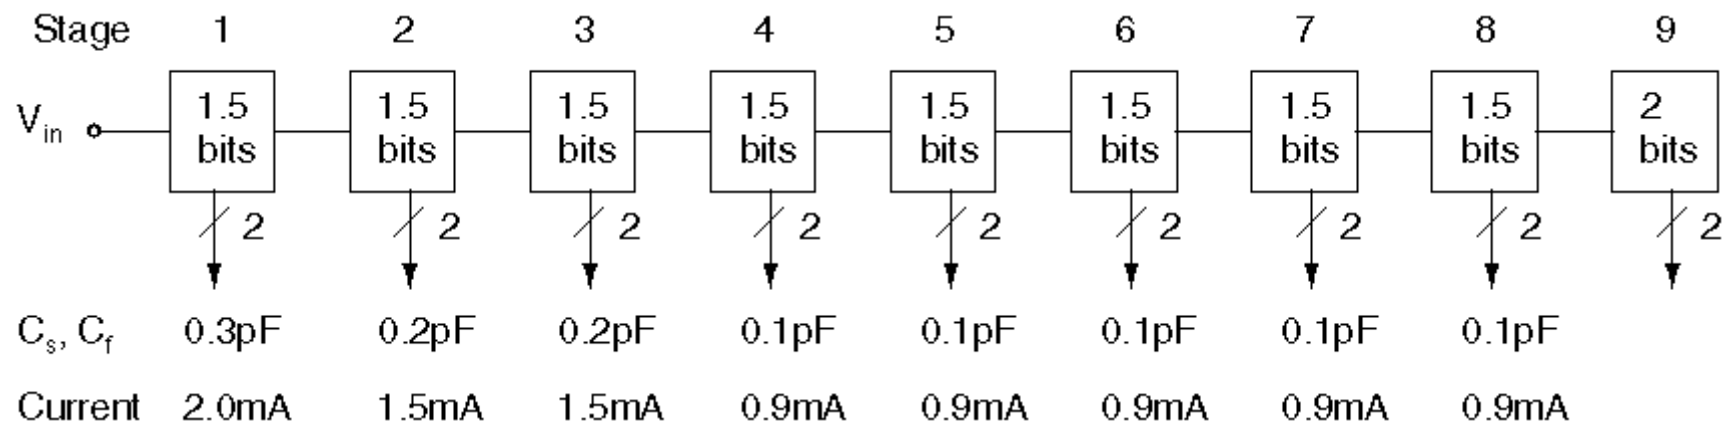 Stage 1 2 3 4 5 6 7 8 9
V_in 1.5 bits 1.5 bits 1.5 bits 1.5 bits 1.5 bits 1.5 bits 1.5 bits 1.5 bits 2 bits
2 2 2 2 2 2 2 2 2
C_s, C_f 0.3pF 0.2pF 0.2pF 0.1pF 0.1pF 0.1pF 0.1pF 0.1pF
Current 2.0mA 1.5mA 1.5mA 0.9mA 0.9mA 0.9mA 0.9mA 0.9mA